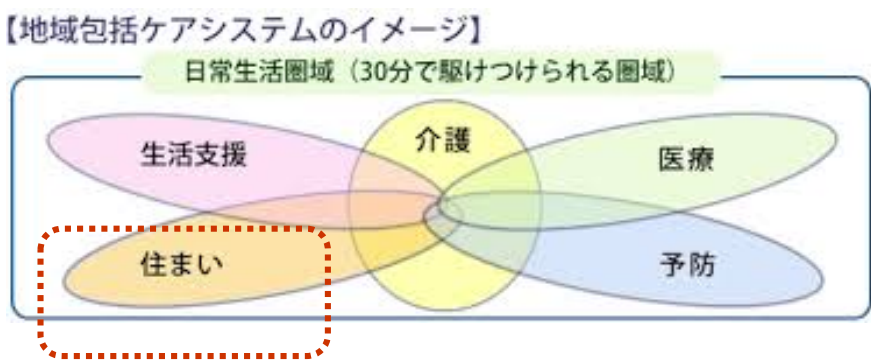 【地域包括ケアシステムのイメージ】
日常生活圏域（30分で駆けつけられる圏域）
介護
生活支援
医療
住まい
予防